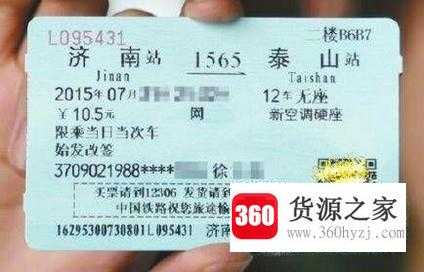 L095431 二楼B6B7
济南站 1565 泰山站
Jinan Taishan
2015年07月 12车无座
￥10.5元 网 新空调硬座
限乘当日当次车
始发改签
3709021988**** 徐
买票请到12306 发货请到
中国铁路祝您旅途愉
16295300730801L095431 济南
360 货源之家
www.360hyzj.com